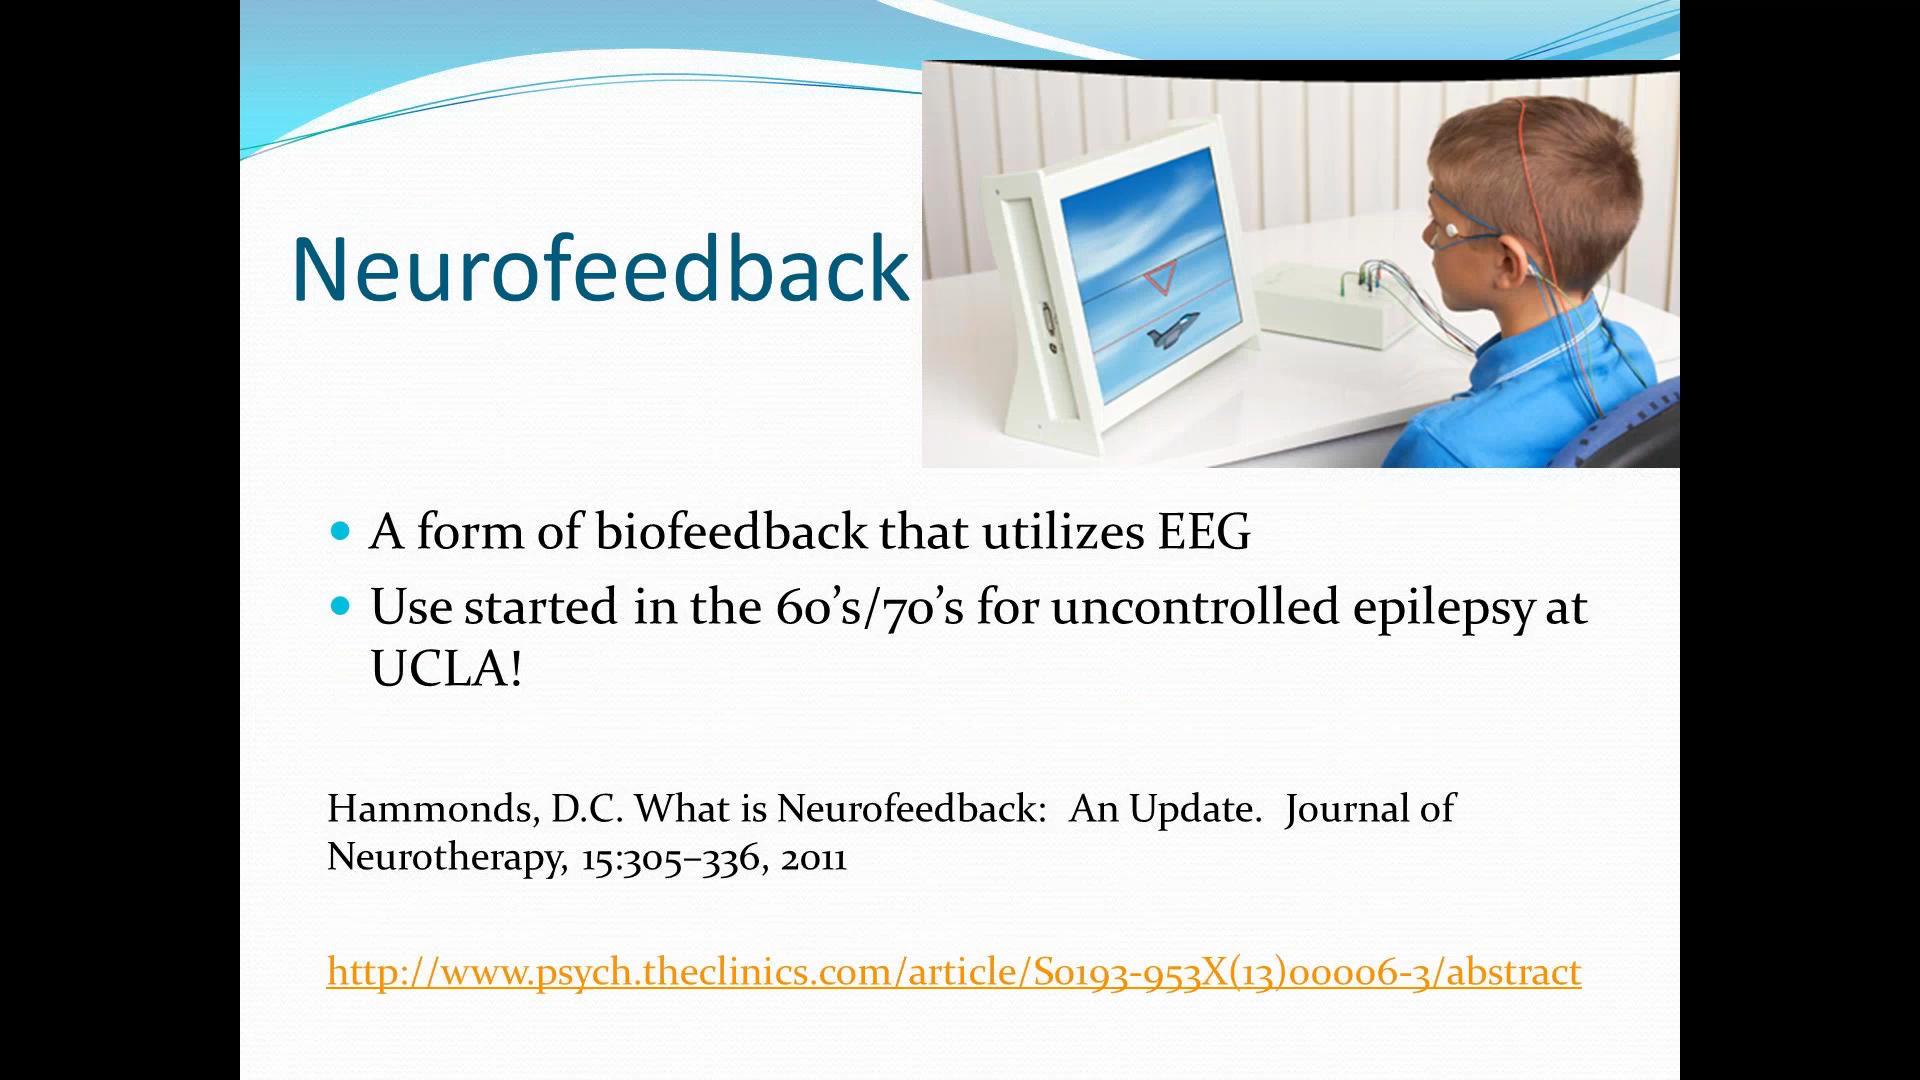 Neurofeedback
A form of biofeedback that utilizes EEG
Use started in the 60’s/70’s for uncontrolled epilepsy at
UCLA!
Hammonds, D.C. What is Neurofeedback:  An Update.  Journal of
Neurotherapy, 15:305–336, 2011
http://www.psych.theclinics.com/article/S0193-953X(13)00006-3/abstract